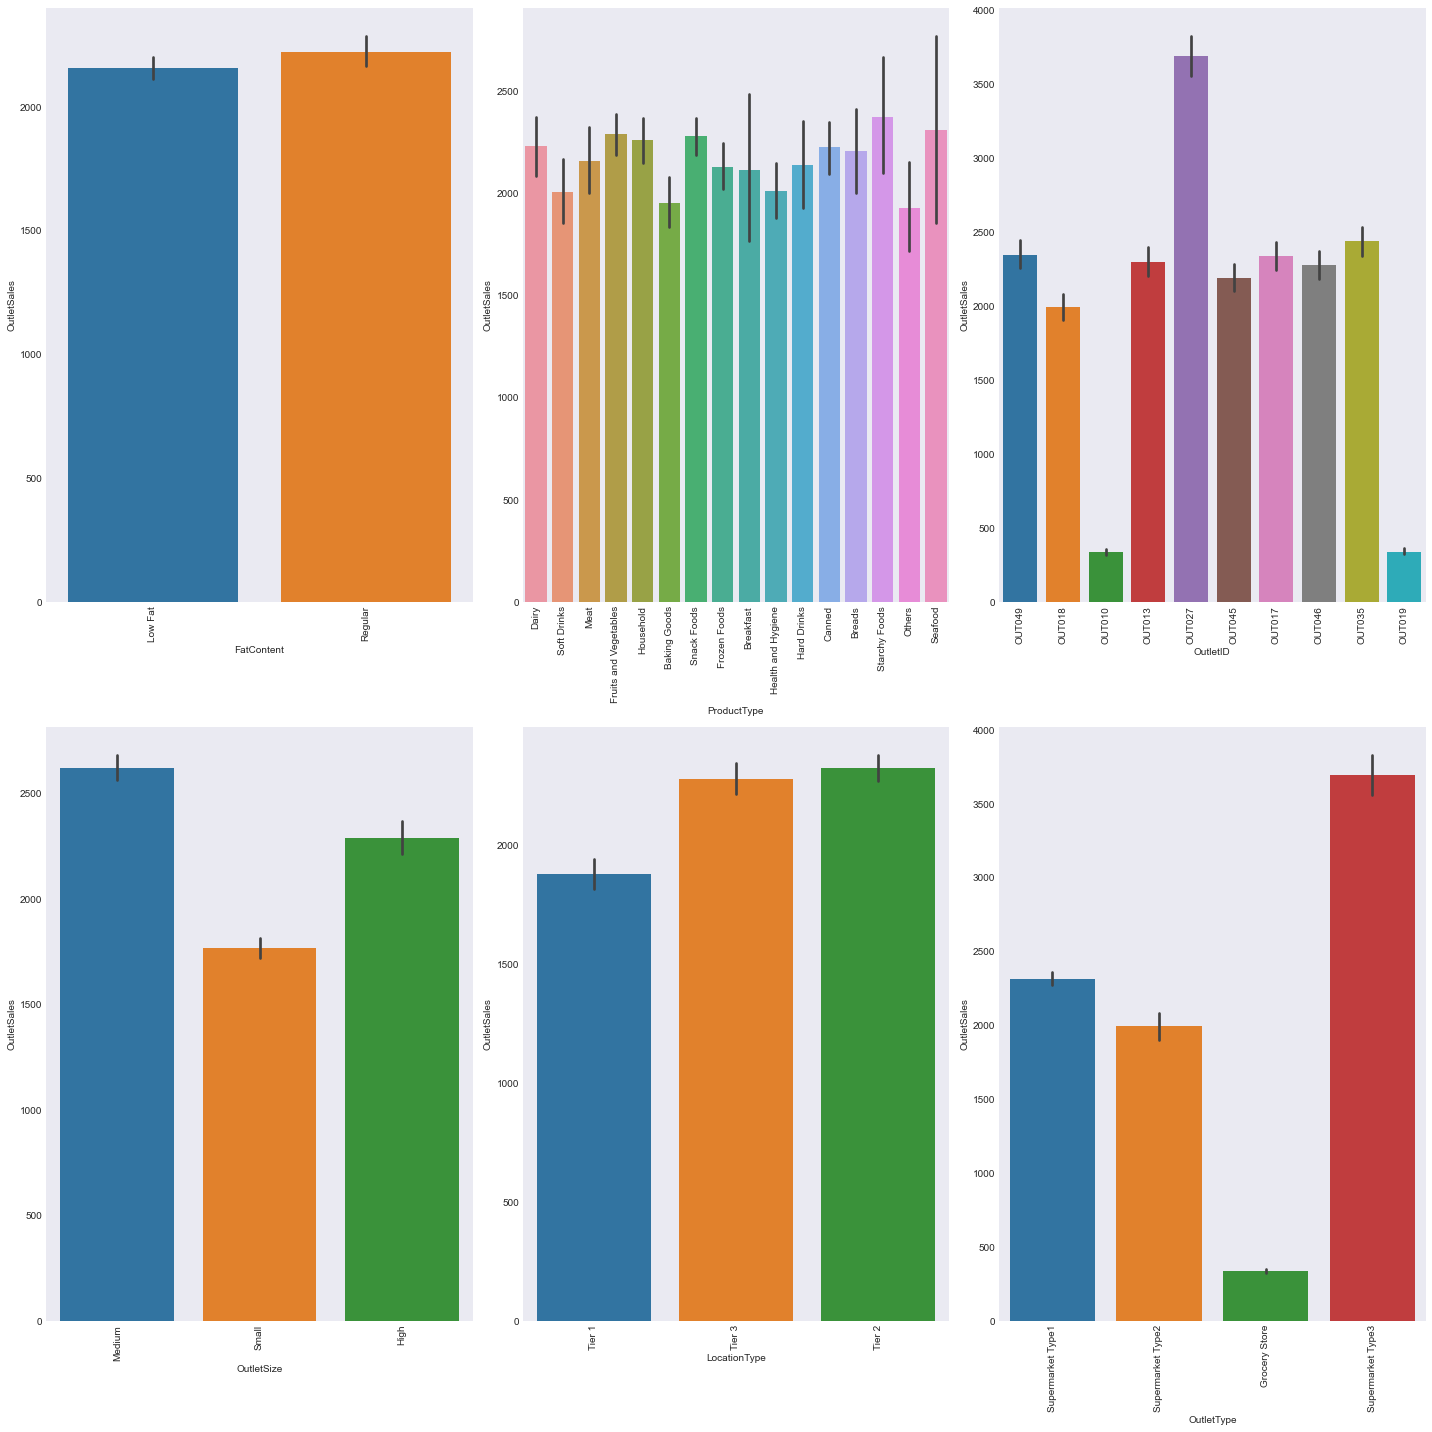 2000
1500
1000
500
0
OutletSales
Low Fat
Regular
FatContent
2500
2000
1500
1000
500
0
OutletSales
Dairy
Soft Drinks
Meat
Fruits and Vegetables
Household
Baking Goods
Snack Foods
Frozen Foods
Breakfast
Health and Hygiene
Hard Drinks
Canned
Breads
Starchy Foods
Others
Seafood
ProductType
4000
3500
3000
2500
2000
1500
1000
500
0
OutletSales
OUT049
OUT018
OUT010
OUT013
OUT027
OUT045
OUT017
OUT046
OUT035
OUT019
OutletID
2500
2000
1500
1000
500
0
OutletSales
Medium
Small
High
OutletSize
2000
1500
1000
500
0
OutletSales
Tier 1
Tier 3
Tier 2
LocationType
4000
3500
3000
2500
2000
1500
1000
500
0
OutletSales
Supermarket Type1
Supermarket Type2
Grocery Store
Supermarket Type3
OutletType